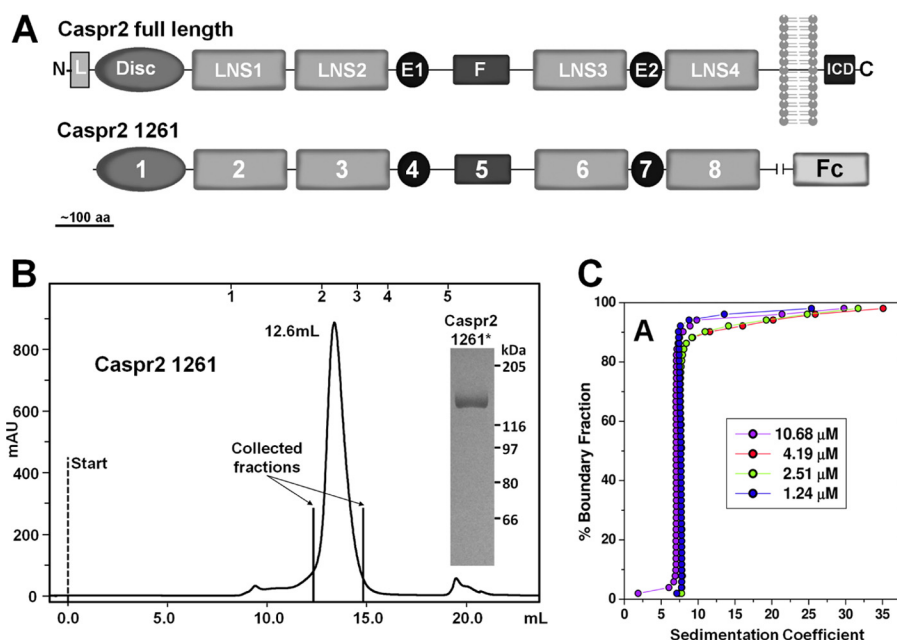 A
Caspr2 full length
N L Disc LNS1 LNS2 E1 F LNS3 E2 LNS4 ICD C
Caspr2 1261
1 2 3 4 5 6 7 8 Fc
~100 aa
B
1 2 3 4 5
12.6mL
Caspr2
1261*
kDa
205
116
97
80
66
Caspr2 1261
Collected
fractions
Start
mAU
800
600
400
200
0
0.0 5.0 10.0 15.0 20.0 mL
C
A
% Boundary Fraction
100
80
60
40
20
0
10.68 µM
4.19 µM
2.51 µM
1.24 µM
0 5 10 15 20 25 30 35
Sedimentation Coefficient